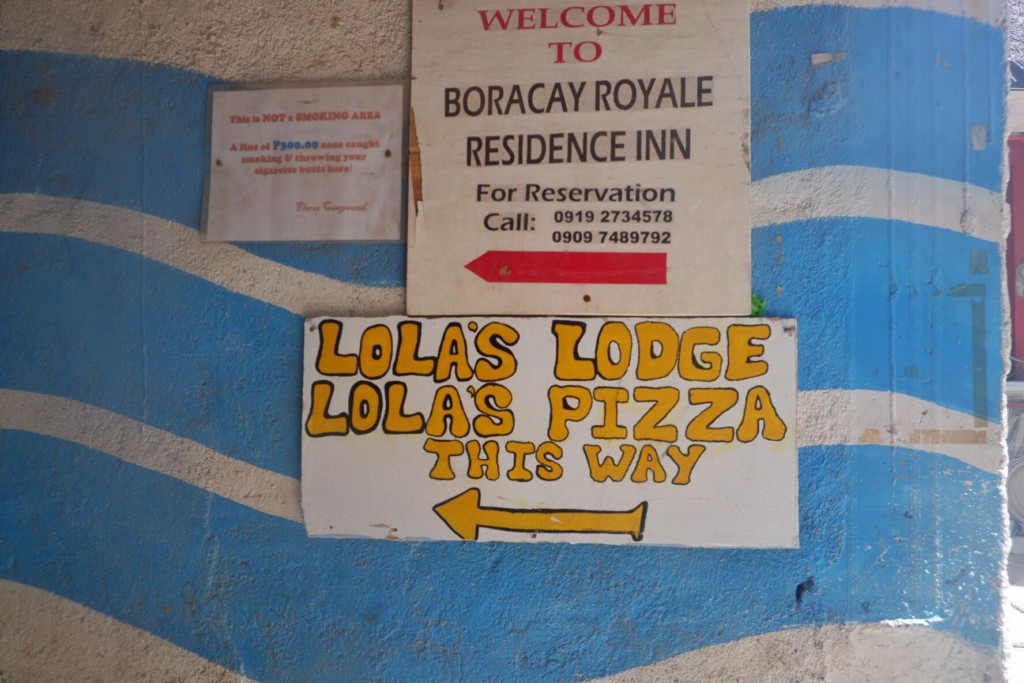 This is NOT a SMOKING AREA
A fine of P300.00 once caught
smoking & throwing your
cigarette butts here!
WELCOME
TO
BORACAY ROYALE
RESIDENCE INN
For Reservation
Call: 0919 2734578
0909 7489792
LOLA'S LODGE
LOLA'S PIZZA
THIS WAY